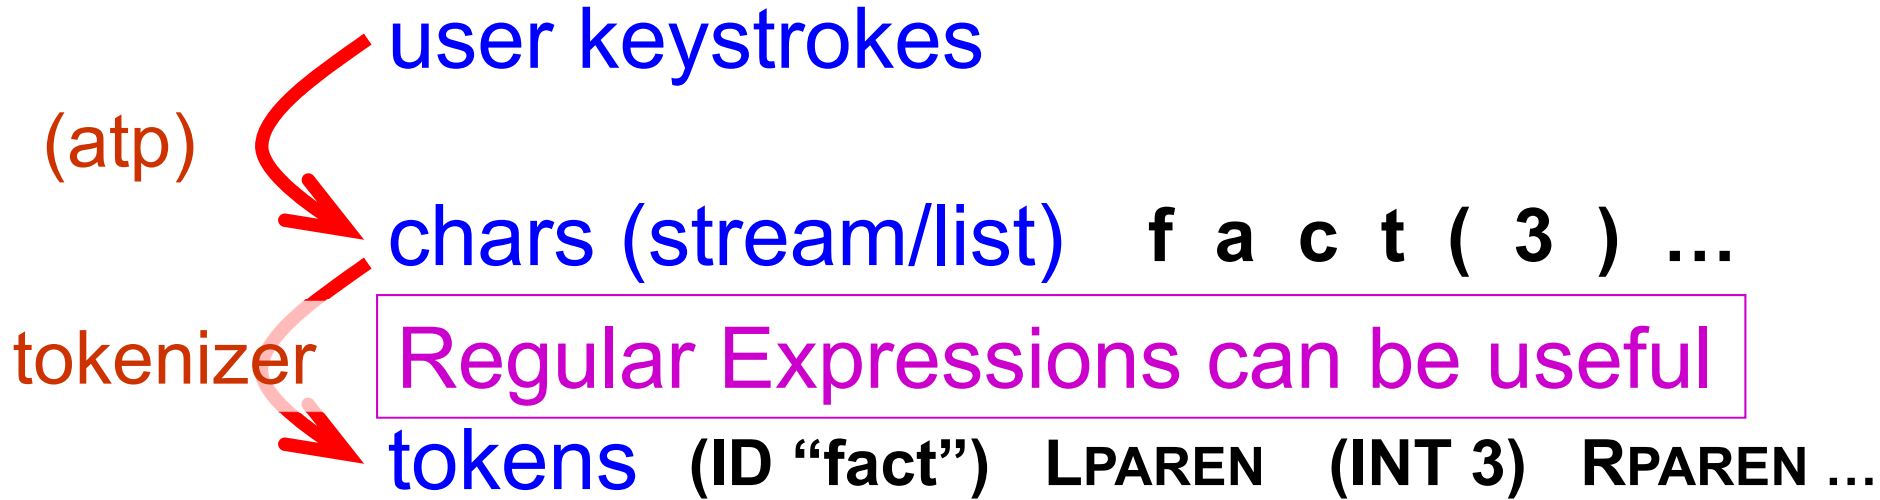 user keystrokes
(atp)
chars (stream/list) f a c t ( 3 ) …
tokenizer Regular Expressions can be useful
tokens (ID “fact”) LPAREN (INT 3) RPAREN …